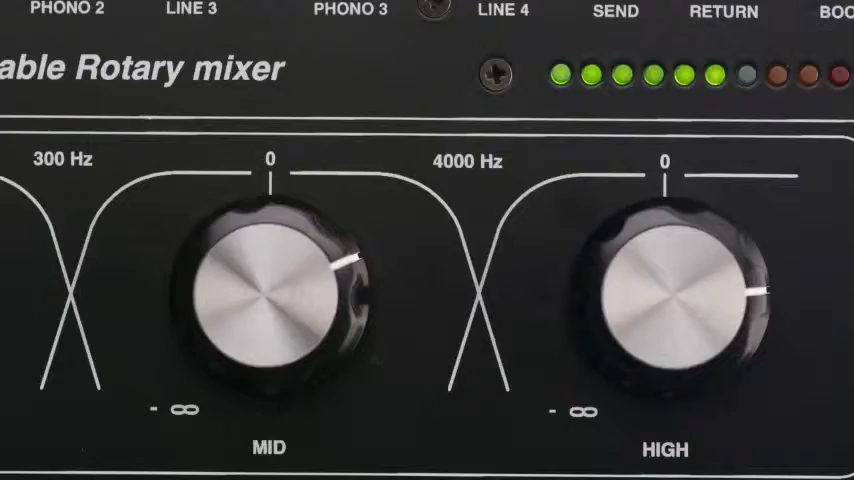 PHONO 2 LINE 3 PHONO 3 LINE 4 SEND RETURN BOO
able Rotary mixer
300 Hz 0 4000 Hz 0
- ∞ - ∞
MID HIGH